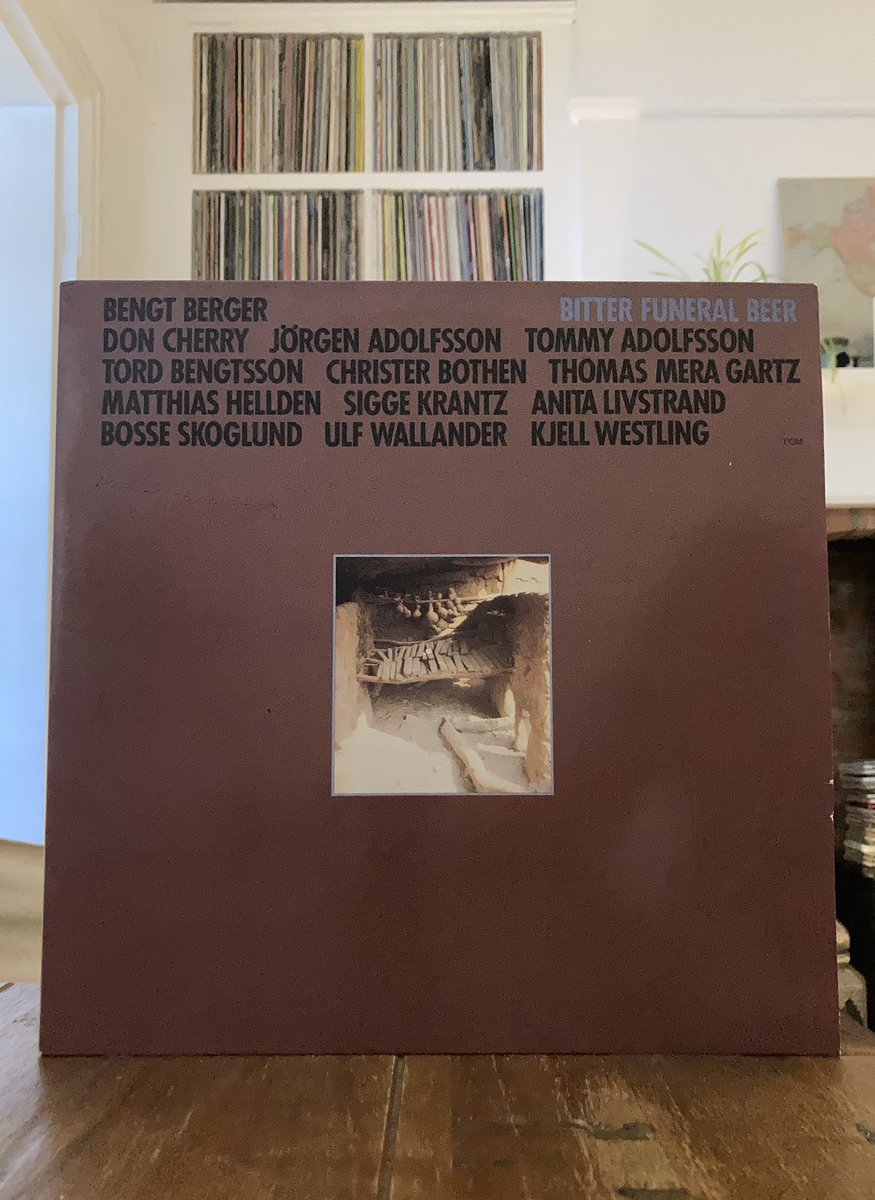 BENGT BERGER BITTER FUNERAL BEER
DON CHERRY JÖRGEN ADOLFSSON TOMMY ADOLFSSON
TORD BENGTSSON CHRISTER BOTHEN THOMAS MERA GARTZ
MATTHIAS HELLDEN SIGGE KRANTZ ANITA LIVSTRAND
BOSSE SKOGLUND ULF WALLANDER KJELL WESTLING ECM